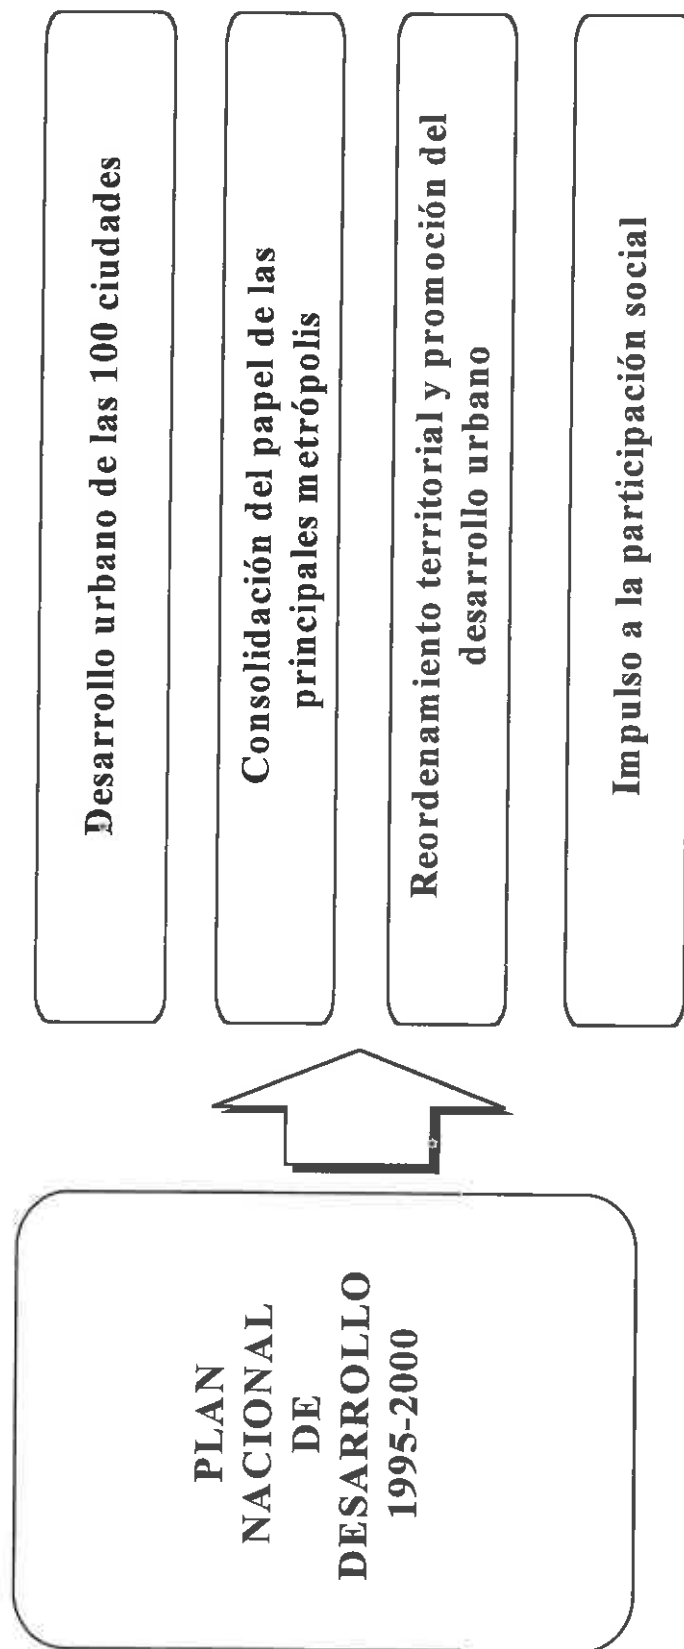 PLAN
NACIONAL
DE
DESARROLLO
1995-2000
Desarrollo urbano de las 100 ciudades
Consolidación del papel de las
principales metrópolis
Reordenamiento territorial y promoción del
desarrollo urbano
Impulso a la participación social